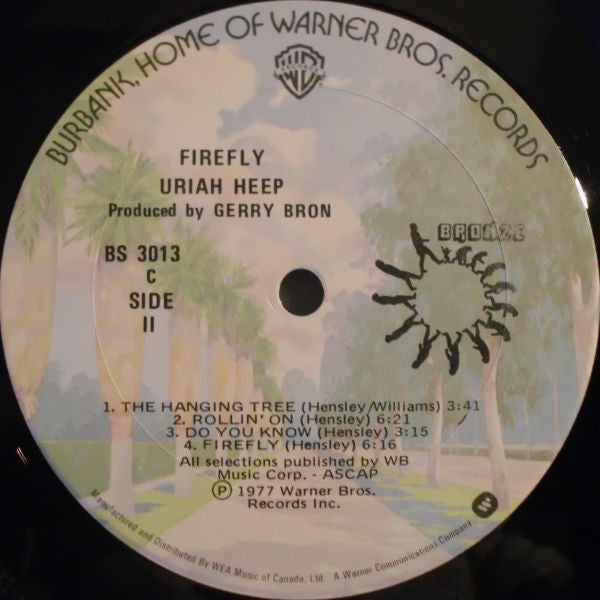 BURBANK, HOME OF WARNER BROS. RECORDS
RECORDS
FIREFLY
URIAH HEEP
Produced by GERRY BRON
BRONZE
BS 3013
C
SIDE
II
1. THE HANGING TREE (Hensley/Williams) 3:41
2. ROLLIN' ON (Hensley) 6:21
3. DO YOU KNOW (Hensley) 3:15
4. FIREFLY (Hensley) 6:16
All selections published by WB
Music Corp. - ASCAP
Ⓟ 1977 Warner Bros.
Records Inc.
Manufactured and Distributed By WEA Music of Canada, Ltd. A Warner Communications Company